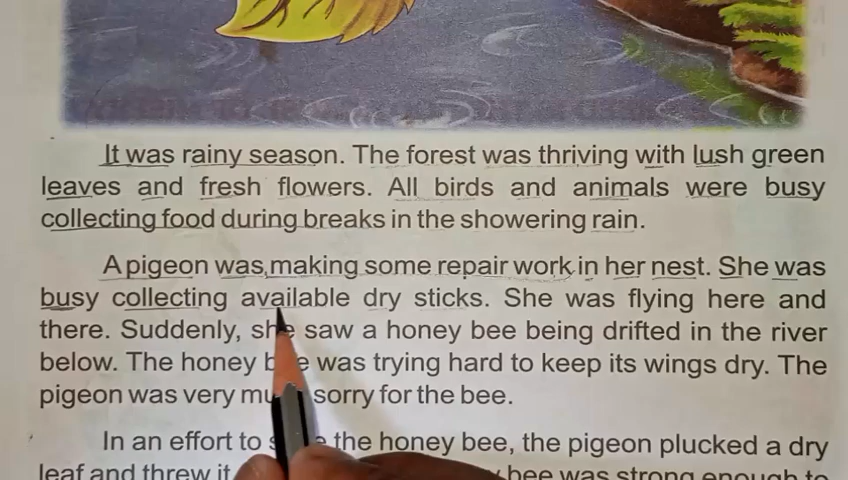 It was rainy season. The forest was thriving with lush green
leaves and fresh flowers. All birds and animals were busy
collecting food during breaks in the showering rain.
A pigeon was making some repair work in her nest. She was
busy collecting available dry sticks. She was flying here and
there. Suddenly, she saw a honey bee being drifted in the river
below. The honey bee was trying hard to keep its wings dry. The
pigeon was very much sorry for the bee.
In an effort to the honey bee, the pigeon plucked a dry
leaf and threw it bee was strong enough to